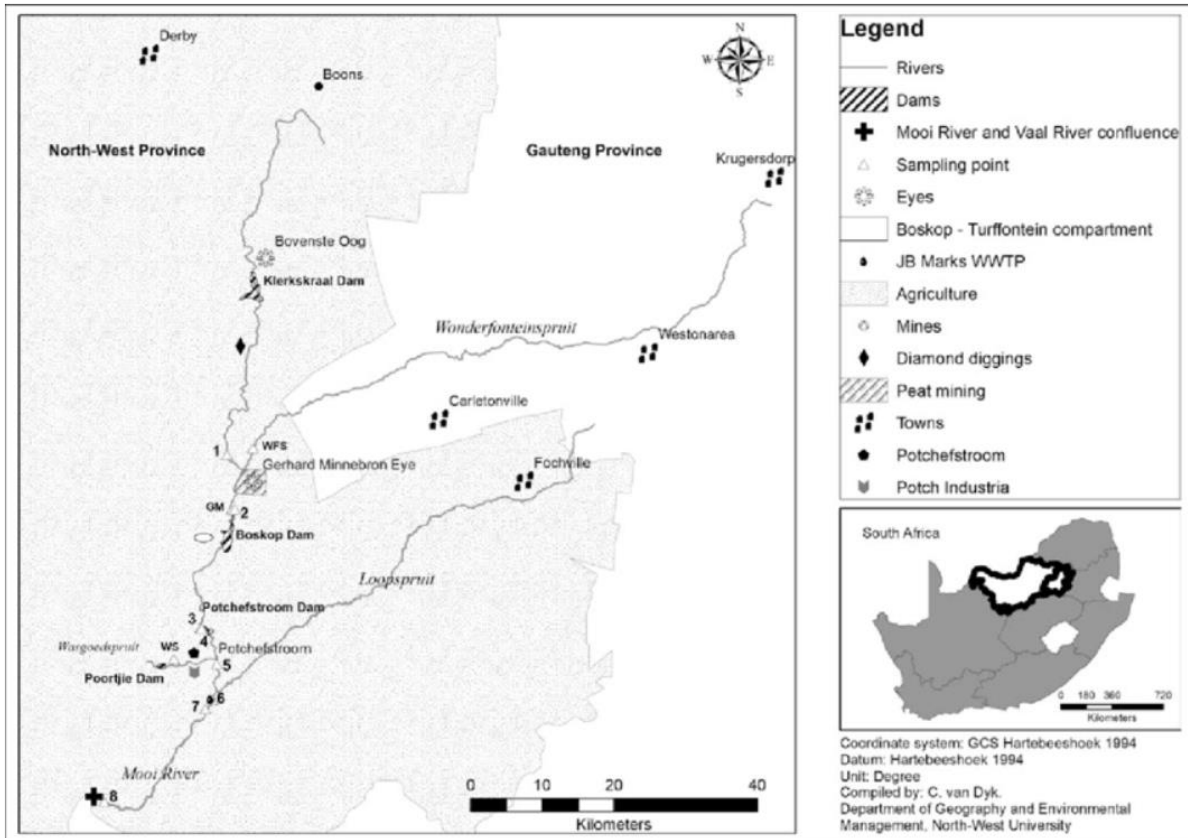 Derby
Boons
North-West Province
Gauteng Province
Krugersdorp
Bovenste Oog
Klerkskraal Dam
Wonderfonteinspruit
Westonarea
Carletonville
1
WFS
Gerhard Minnebron Eye
Fochville
GM
2
Boskop Dam
Loopspruit
Potchefstroom Dam
3
4
WS
Potchefstroom
5
Poortjie Dam
6
7
Mooi River
8
N
W
E
S
0 5 10 20 30 40
Kilometers
Legend
Rivers
Dams
Mooi River and Vaal River confluence
Sampling point
Eyes
Boskop - Turffontein compartment
JB Marks WWTP
Agriculture
Mines
Diamond diggings
Peat mining
Towns
Potchefstroom
Potch Industria
South Africa
0 180 360 720
Kilometers
Coordinate system: GCS Hartebeeshoek 1994
Datum: Hartebeeshoek 1994
Unit: Degree
Compiled by: C. van Dyk.
Department of Geography and Environmental
Management, North-West University